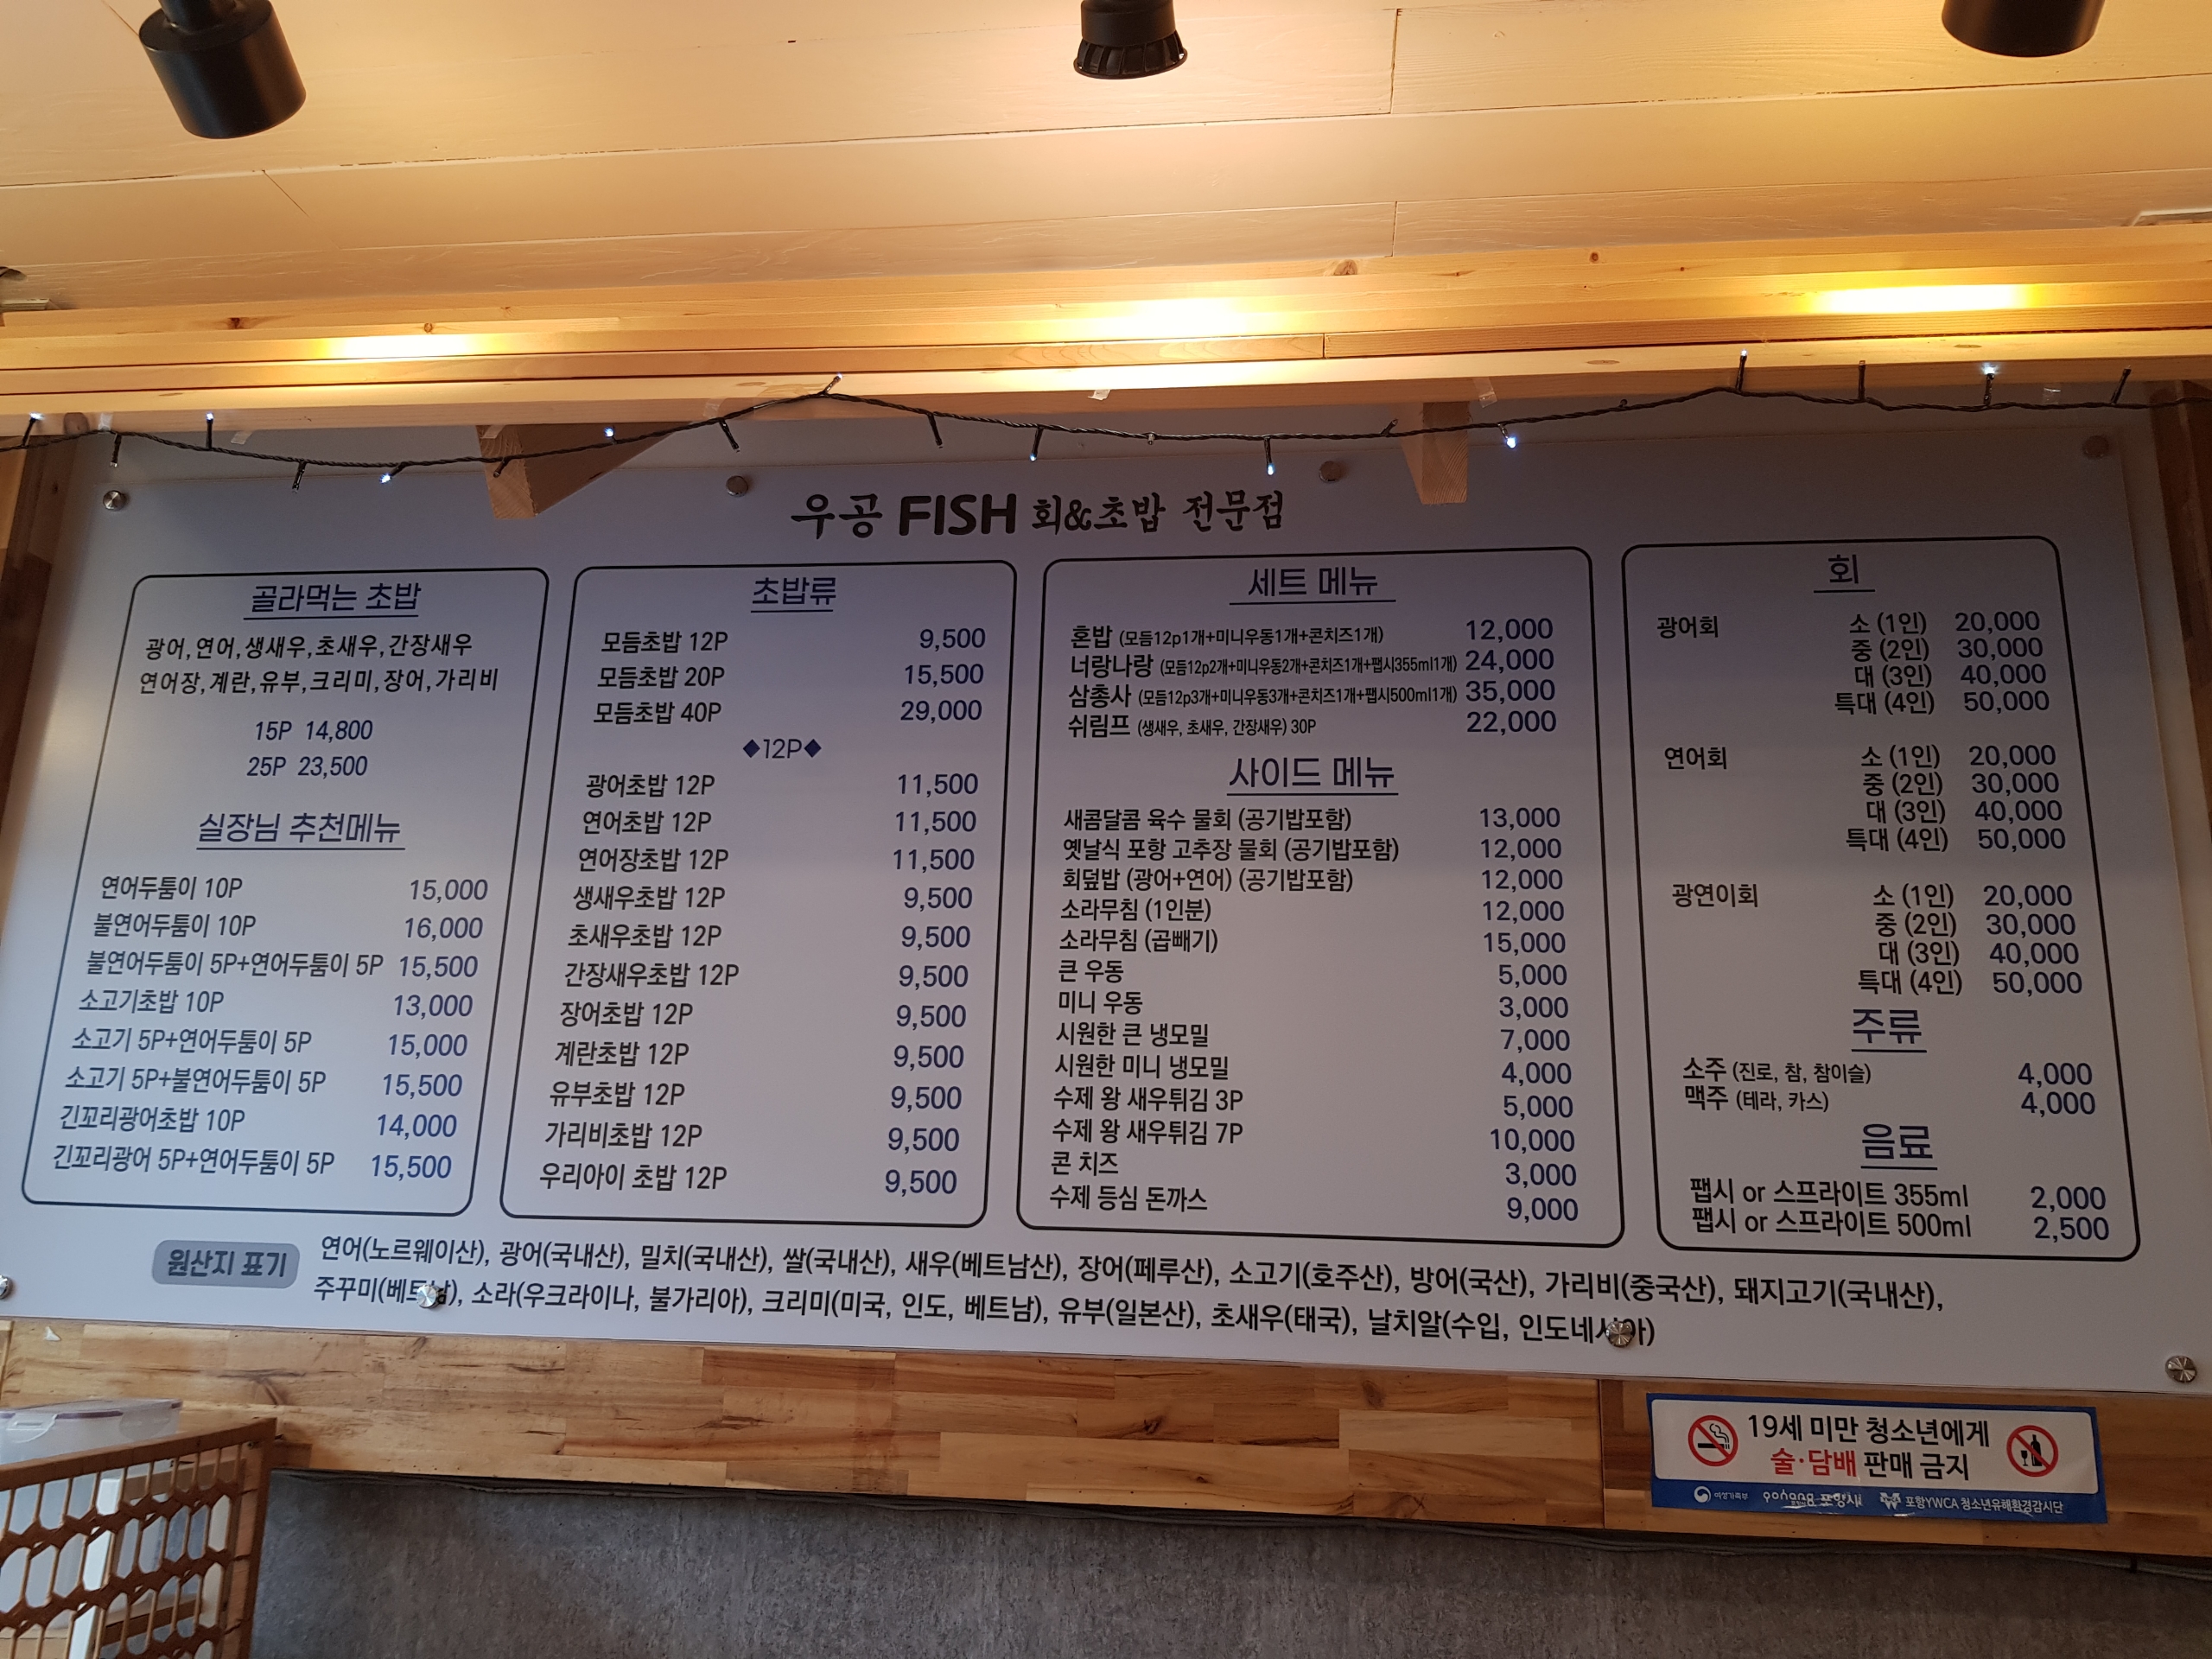 우공 FISH 회&초밥 전문점
골라먹는 초밥
광어,연어,생새우,초새우,간장새우
연어장,계란,유부,크리미,장어,가리비
15P 14,800
25P 23,500
실장님 추천메뉴
연어두툼이 10P 15,000
불연어두툼이 10P 16,000
불연어두툼이 5P+연어두툼이 5P 15,500
소고기초밥 10P 13,000
소고기 5P+연어두툼이 5P 15,000
소고기 5P+불연어두툼이 5P 15,500
긴꼬리광어초밥 10P 14,000
긴꼬리광어 5P+연어두툼이 5P 15,500
초밥류
모듬초밥 12P 9,500
모듬초밥 20P 15,500
모듬초밥 40P 29,000
◆12P◆
광어초밥 12P 11,500
연어초밥 12P 11,500
연어장초밥 12P 11,500
생새우초밥 12P 9,500
초새우초밥 12P 9,500
간장새우초밥 12P 9,500
장어초밥 12P 9,500
계란초밥 12P 9,500
유부초밥 12P 9,500
가리비초밥 12P 9,500
우리아이 초밥 12P 9,500
세트 메뉴
혼밥 (모듬12p1개+미니우동1개+콘치즈1개) 12,000
너랑나랑 (모듬12p2개+미니우동2개+콘치즈1개+팹시355ml1개) 24,000
삼총사 (모듬12p3개+미니우동3개+콘치즈1개+팹시500ml1개) 35,000
쉬림프 (생새우, 초새우, 간장새우) 30P 22,000
사이드 메뉴
새콤달콤 육수 물회 (공기밥포함) 13,000
옛날식 포항 고추장 물회 (공기밥포함) 12,000
회덮밥 (광어+연어) (공기밥포함) 12,000
소라무침 (1인분) 12,000
소라무침 (곱빼기) 15,000
큰 우동 5,000
미니 우동 3,000
시원한 큰 냉모밀 7,000
시원한 미니 냉모밀 4,000
수제 왕 새우튀김 3P 5,000
수제 왕 새우튀김 7P 10,000
콘 치즈 3,000
수제 등심 돈까스 9,000
회
광어회 소 (1인) 20,000
중 (2인) 30,000
대 (3인) 40,000
특대 (4인) 50,000
연어회 소 (1인) 20,000
중 (2인) 30,000
대 (3인) 40,000
특대 (4인) 50,000
광연이회 소 (1인) 20,000
중 (2인) 30,000
대 (3인) 40,000
특대 (4인) 50,000
주류
소주 (진로, 참, 참이슬) 4,000
맥주 (테라, 카스) 4,000
음료
팹시 or 스프라이트 355ml 2,000
팹시 or 스프라이트 500ml 2,500
원산지 표기 연어(노르웨이산), 광어(국내산), 밀치(국내산), 쌀(국내산), 새우(베트남산), 장어(페루산), 소고기(호주산), 방어(국산), 가리비(중국산), 돼지고기(국내산),
주꾸미(베트남), 소라(우크라이나, 불가리아), 크리미(미국, 인도, 베트남), 유부(일본산), 초새우(태국), 날치알(수입, 인도네시아)
19세 미만 청소년에게
술·담배 판매 금지
여성가족부 포항시 포항YWCA 청소년유해환경감시단